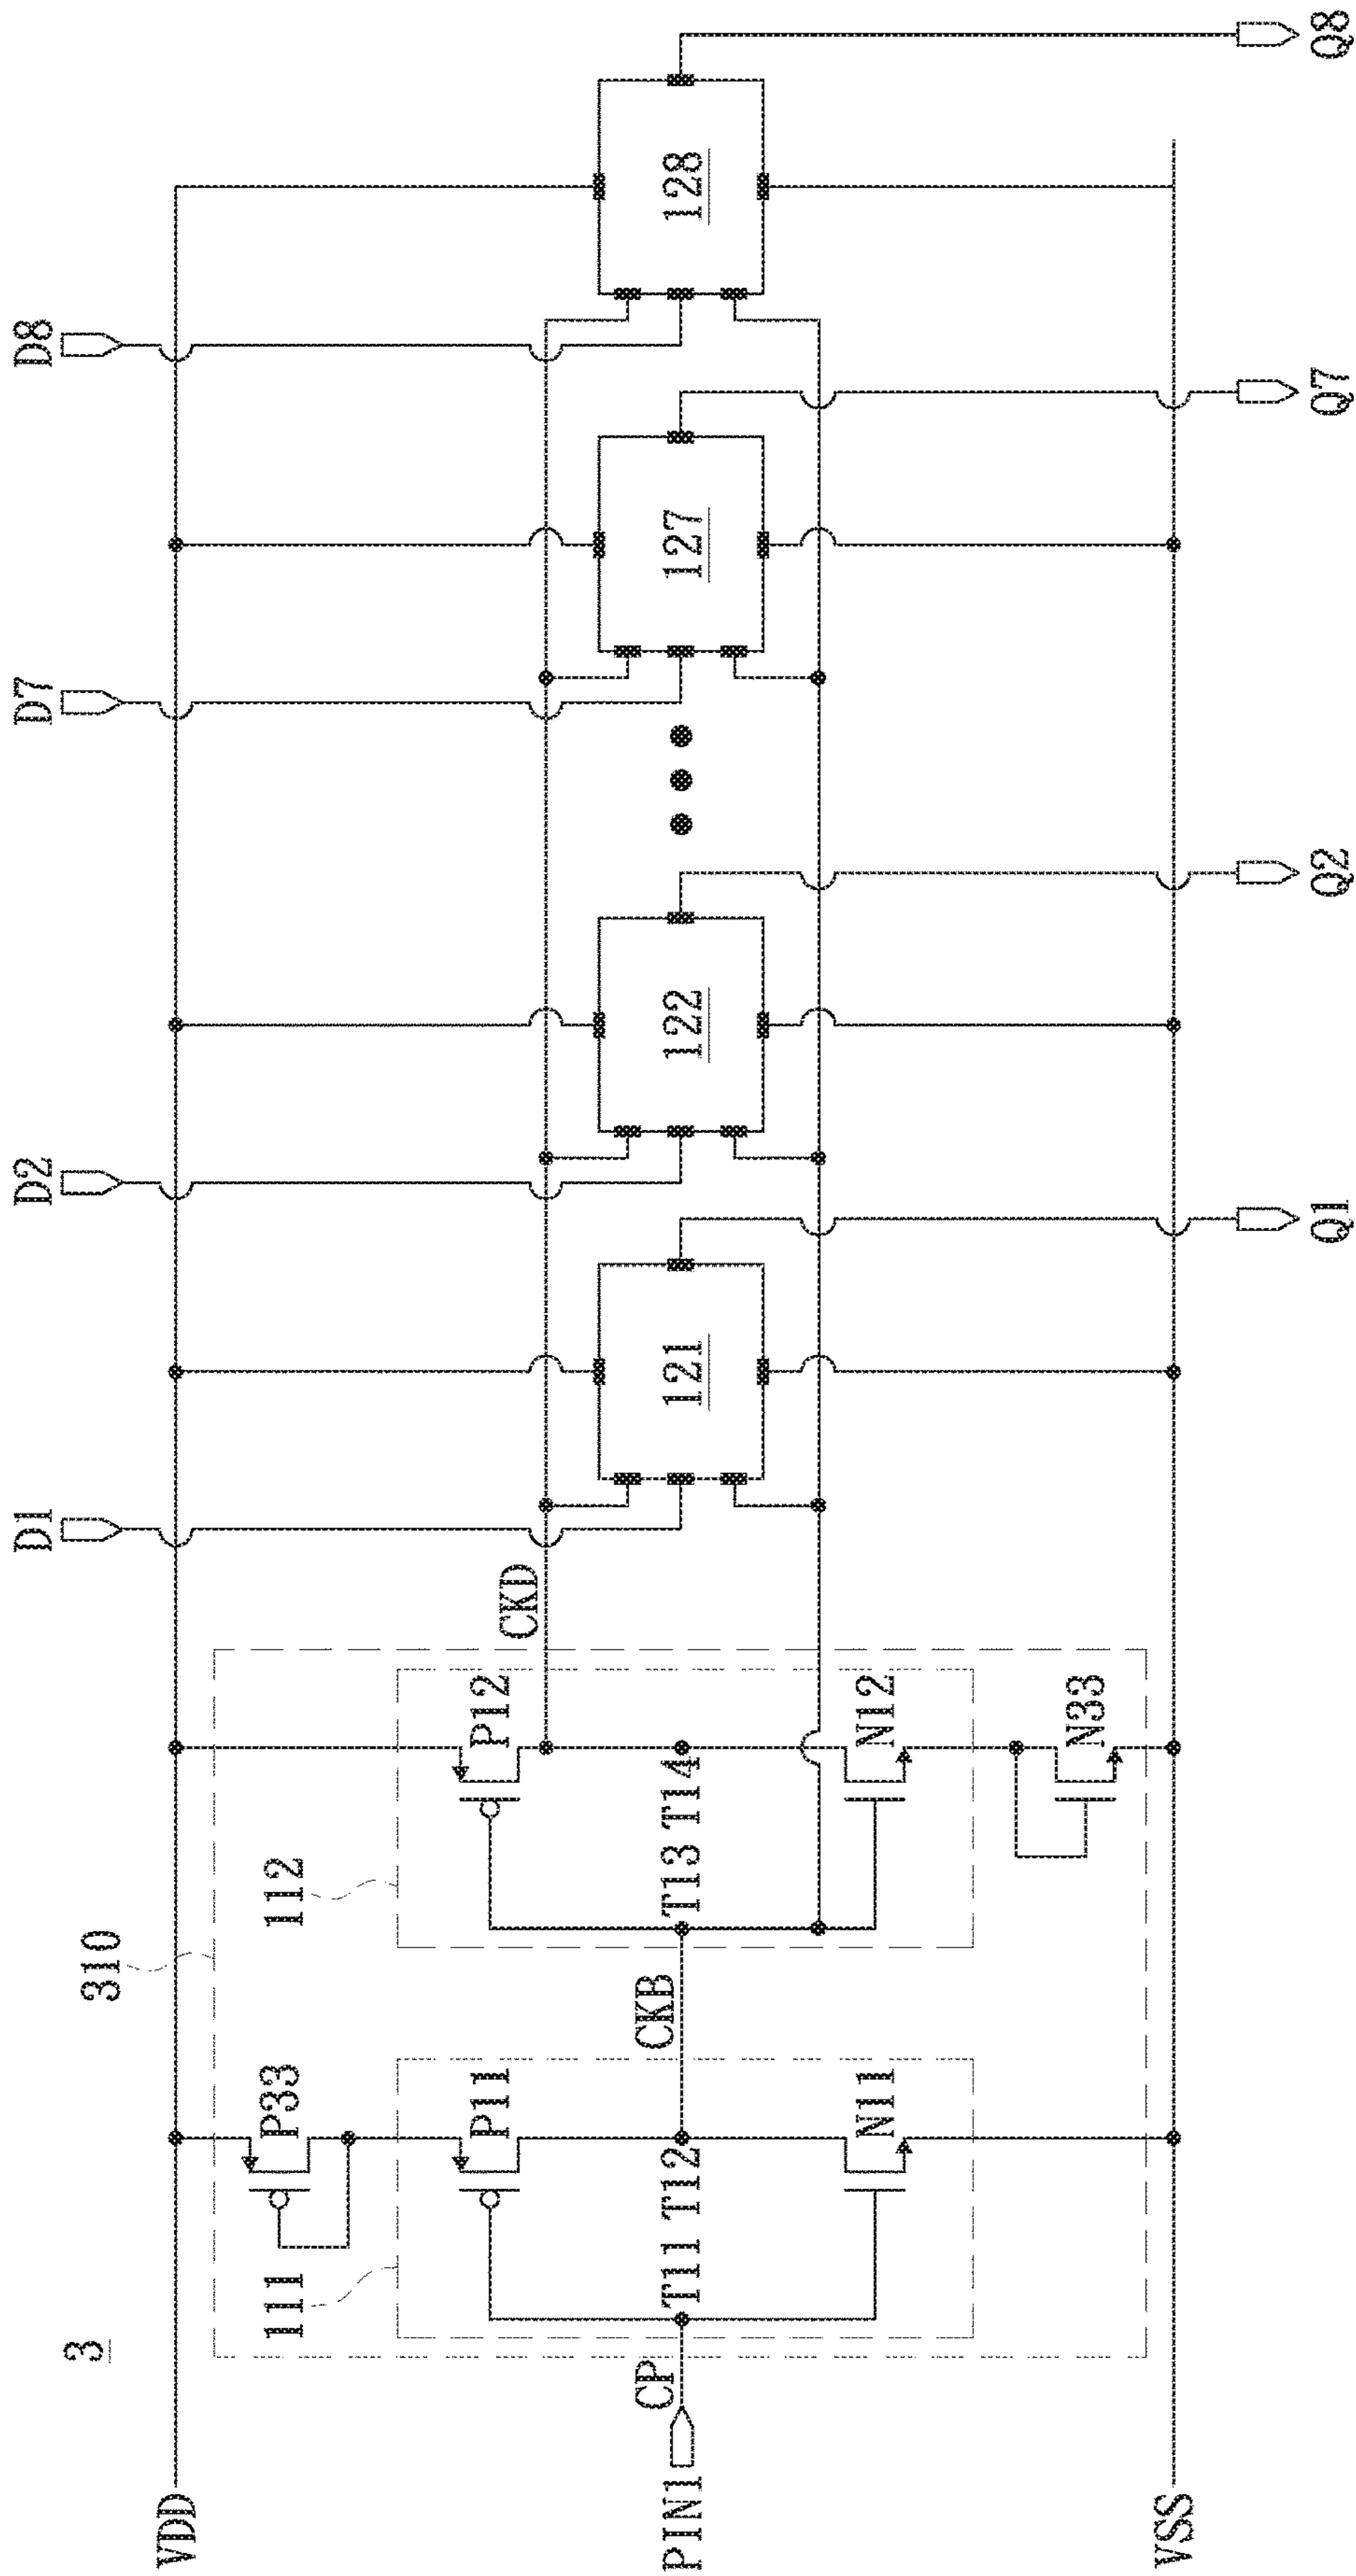 3
D1
D2
D7
D8
VDD
310
111
P33
112
P11
P12
CKD
PIN1
CP
T11
T12
CKB
T13
T14
121
122
127
128
N11
N12
N33
VSS
Q1
Q2
Q7
Q8